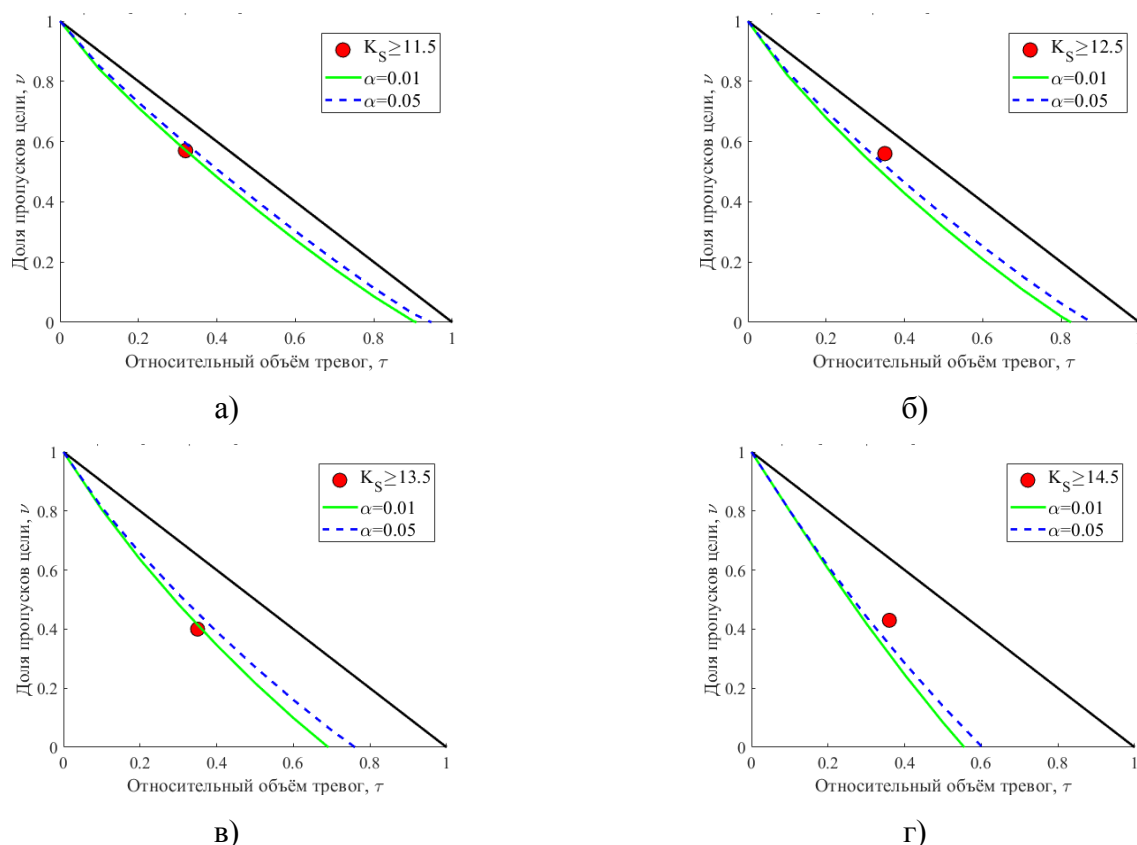 1
0.8
0.6
0.4
0.2
0
0 0.2 0.4 0.6 0.8 1
Доля пропусков цели, ν
Относительный объём тревог, τ
K_S≥11.5
α=0.01
α=0.05
а)
1
0.8
0.6
0.4
0.2
0
0 0.2 0.4 0.6 0.8
Доля пропусков цели, ν
Относительный объём тревог, τ
K_S≥12.5
α=0.01
α=0.05
б)
1
0.8
0.6
0.4
0.2
0
0 0.2 0.4 0.6 0.8 1
Доля пропусков цели, ν
Относительный объём тревог, τ
K_S≥13.5
α=0.01
α=0.05
в)
1
0.8
0.6
0.4
0.2
0
0 0.2 0.4 0.6 0.8 1
Доля пропусков цели, ν
Относительный объём тревог, τ
K_S≥14.5
α=0.01
α=0.05
г)